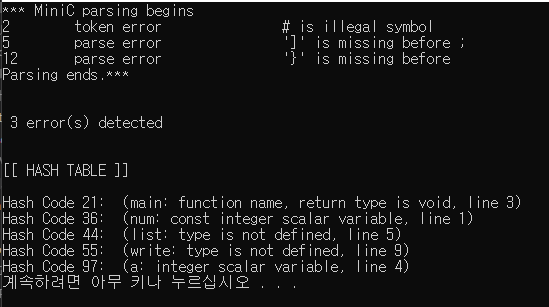 *** MiniC parsing begins
2 token error # is illegal symbol
5 parse error ']' is missing before ;
12 parse error '}' is missing before
Parsing ends.***
3 error(s) detected
[[ HASH TABLE ]]
Hash Code 21: (main: function name, return type is void, line 3)
Hash Code 36: (num: const integer scalar variable, line 1)
Hash Code 44: (list: type is not defined, line 5)
Hash Code 55: (write: type is not defined, line 9)
Hash Code 97: (a: integer scalar variable, line 4)
계속하려면 아무 키나 누르십시오 . . .